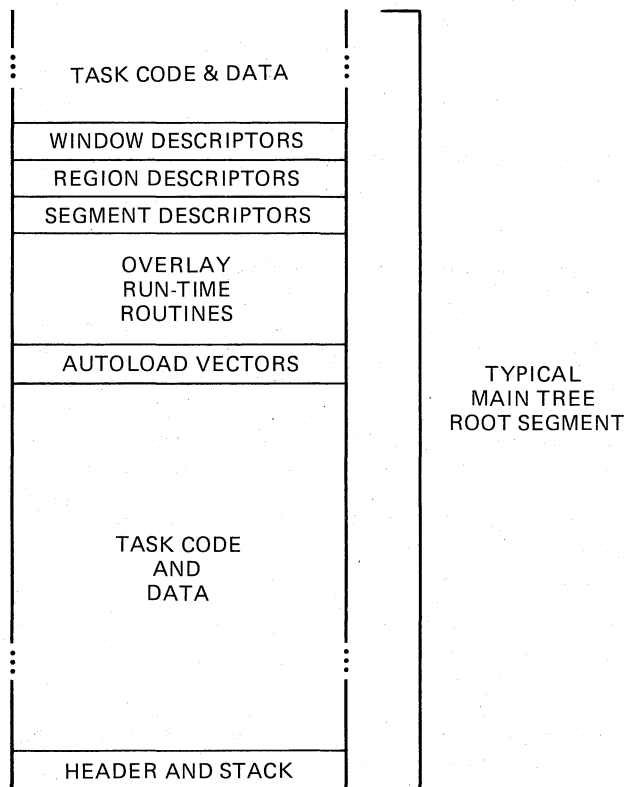 TASK CODE & DATA
WINDOW DESCRIPTORS
REGION DESCRIPTORS
SEGMENT DESCRIPTORS
OVERLAY
RUN-TIME
ROUTINES
AUTOLOAD VECTORS
TYPICAL
MAIN TREE
ROOT SEGMENT
TASK CODE
AND
DATA
HEADER AND STACK